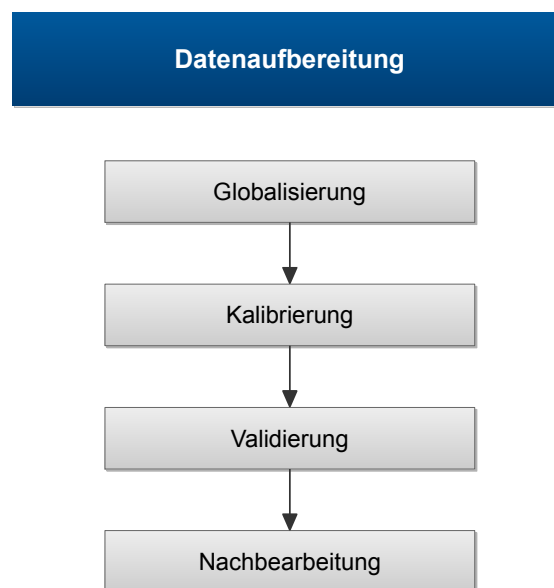 Datenaufbereitung
Globalisierung
Kalibrierung
Validierung
Nachbearbeitung